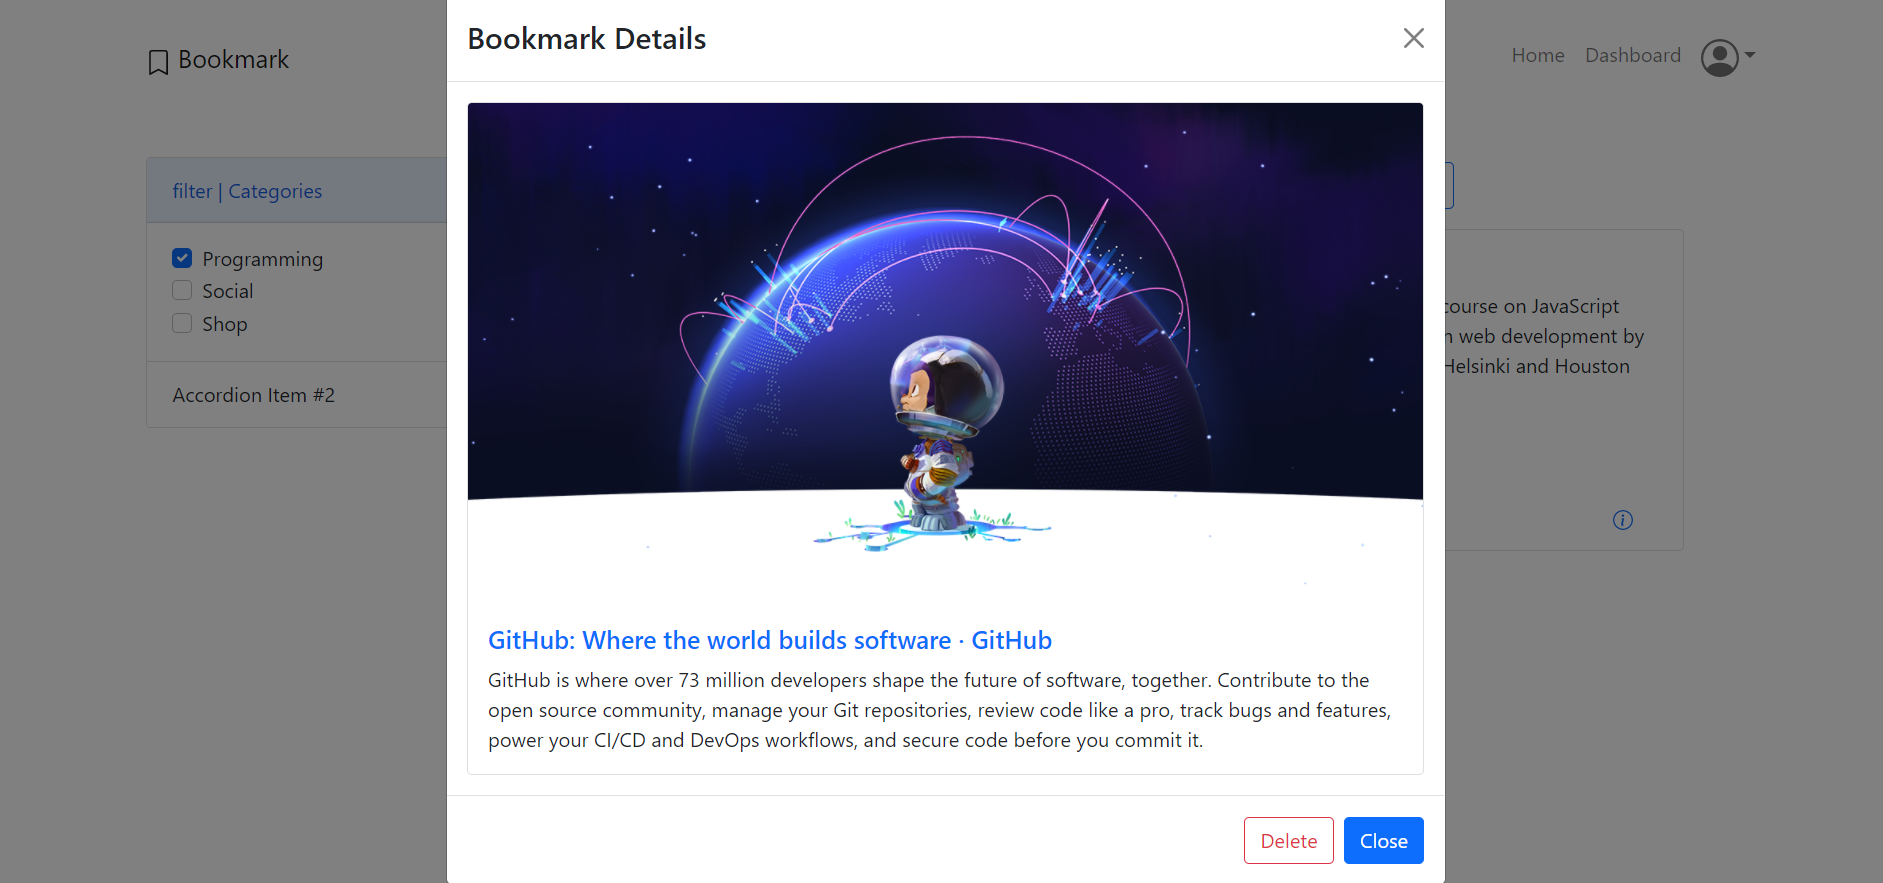 Bookmark Details
Bookmark
Home
Dashboard
filter | Categories
Programming
Social
Shop
Accordion Item #2
course on JavaScript
web development by
Helsinki and Houston
GitHub: Where the world builds software · GitHub
GitHub is where over 73 million developers shape the future of software, together. Contribute to the
open source community, manage your Git repositories, review code like a pro, track bugs and features,
power your CI/CD and DevOps workflows, and secure code before you commit it.
Delete
Close